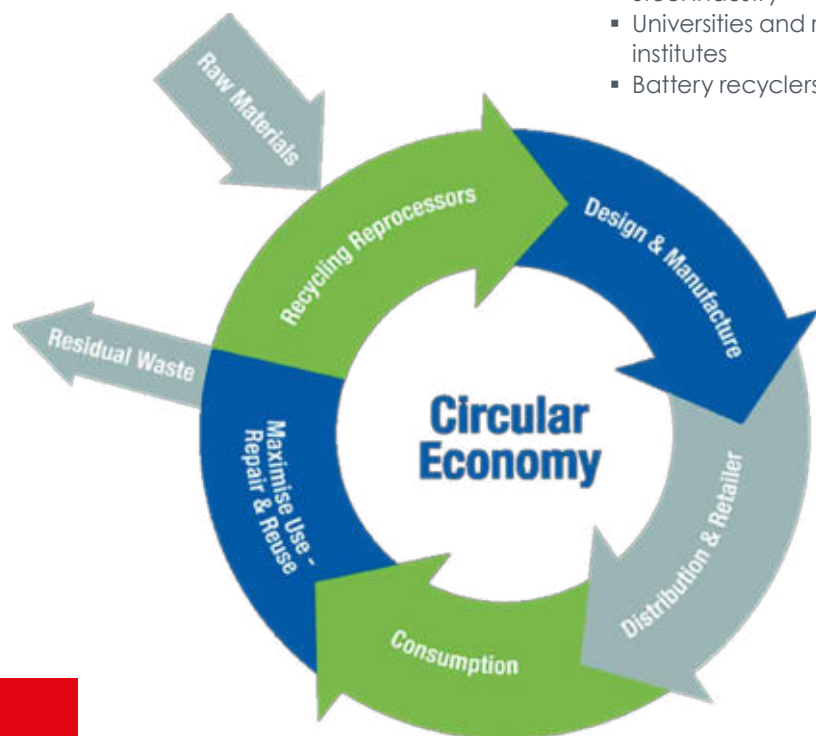 ▪ Universities and
institutes
▪ Battery recyclers
Raw Materials
Recycling Reprocessors
Design & Manufacture
Residual Waste
Circular
Economy
Maximise Use -
Repair & Reuse
Distribution & Retailer
Consumption